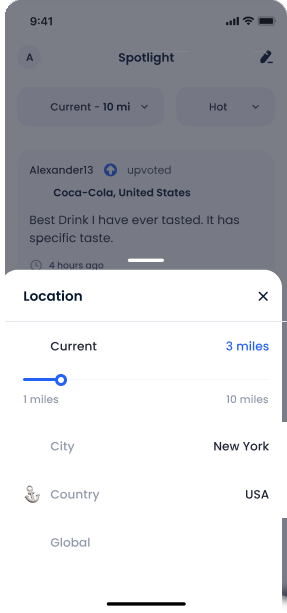 9:41
A
Spotlight
Current - 10 mi
Hot
Alexander13 upvoted
Coca-Cola, United States
Best Drink I have ever tasted. It has
specific taste.
4 hours ago
Location
Current 3 miles
1 miles 10 miles
City New York
Country USA
Global